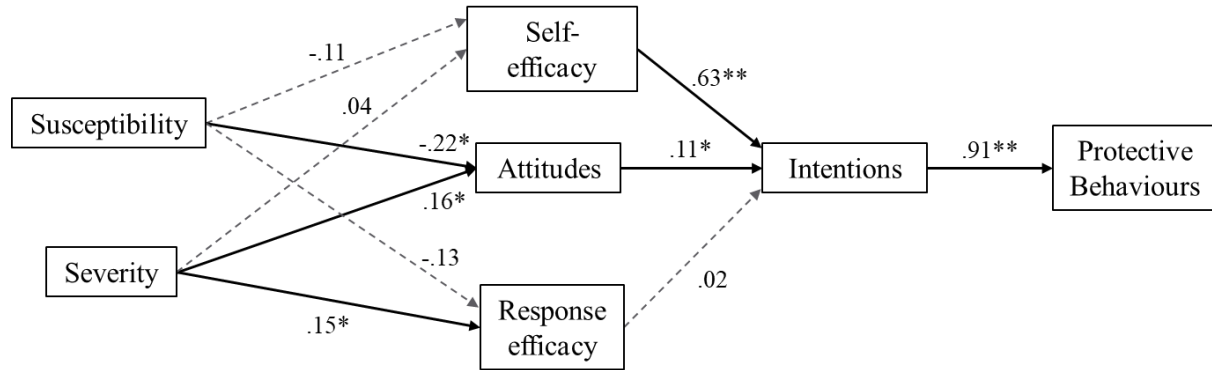 Self-
efficacy
-.11
.63**
.04
Susceptibility
-.22*
Attitudes
.11*
Intentions
.91**
Protective
Behaviours
.16*
Severity
-.13
.02
.15*
Response
efficacy